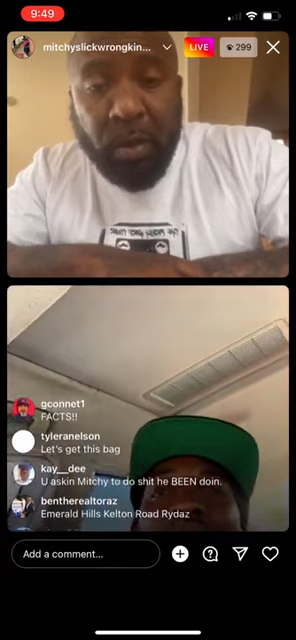 9:49
mitchyslickwrongkin...
LIVE
299
gconnet1
FACTS!!
tyleranelson
Let's get this bag
kay__dee
U askin Mitchy to do shit he BEEN doin.
bentherealtoraz
Emerald Hills Kelton Road Rydaz
Add a comment...